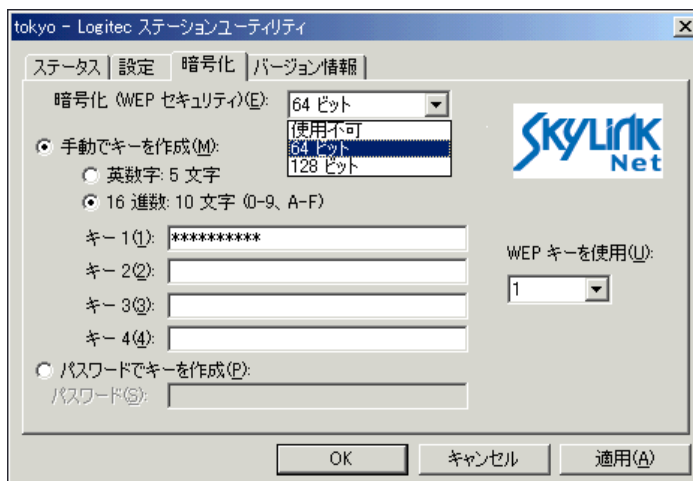 tokyo - Logitec ステーションユーティリティ
ステータス 設定 暗号化 バージョン情報
暗号化 (WEP セキュリティ)(E): 64 ビット
使用不可
64 ビット
128 ビット
SKYLINK
Net
手動でキーを作成(M):
英数字: 5 文字
16 進数: 10 文字 (0-9、A-F)
キー 1(1): **********
キー 2(2):
キー 3(3):
キー 4(4):
WEP キーを使用(U):
1
パスワードでキーを作成(P):
パスワード(S):
OK キャンセル 適用(A)